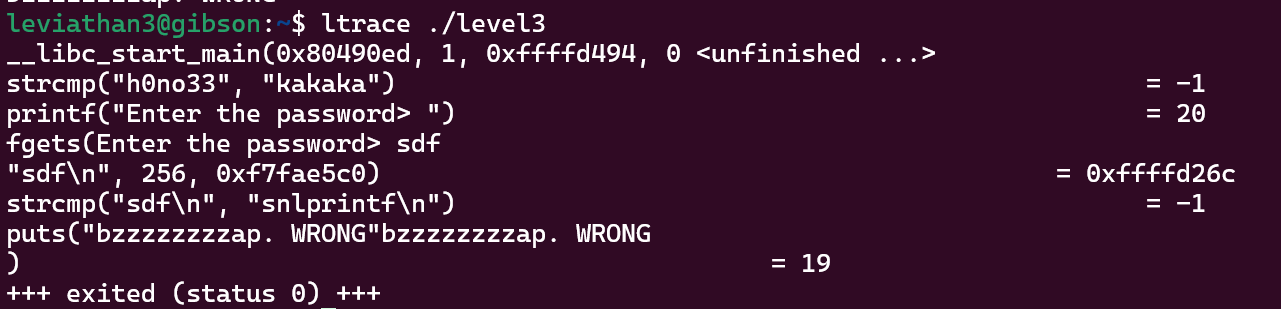 bzzzzzzzzap. WRONG
leviathan3@gibson:~$ ltrace ./level3
__libc_start_main(0x80490ed, 1, 0xffffd494, 0 <unfinished ...>
strcmp("h0no33", "kakaka") = -1
printf("Enter the password> ") = 20
fgets(Enter the password> sdf
"sdf\n", 256, 0xf7fae5c0) = 0xffffd26c
strcmp("sdf\n", "snlprintf\n") = -1
puts("bzzzzzzzzap. WRONG"bzzzzzzzzap. WRONG
) = 19
+++ exited (status 0) +++